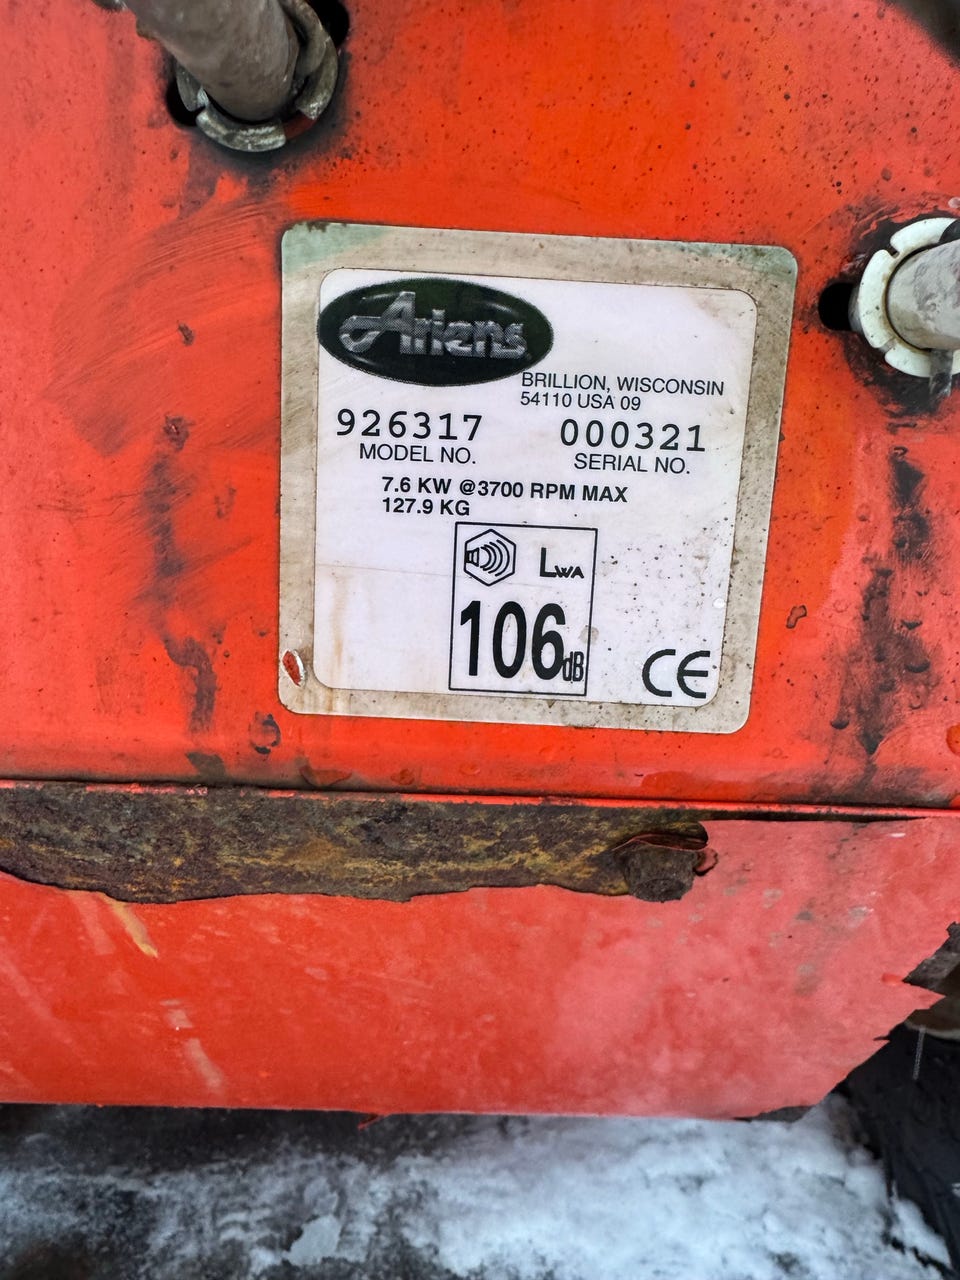 Ariens
BRILLION, WISCONSIN
54110 USA 09
926317 000321
MODEL NO. SERIAL NO.
7.6 KW @3700 RPM MAX
127.9 KG
LWA
106dB
CE